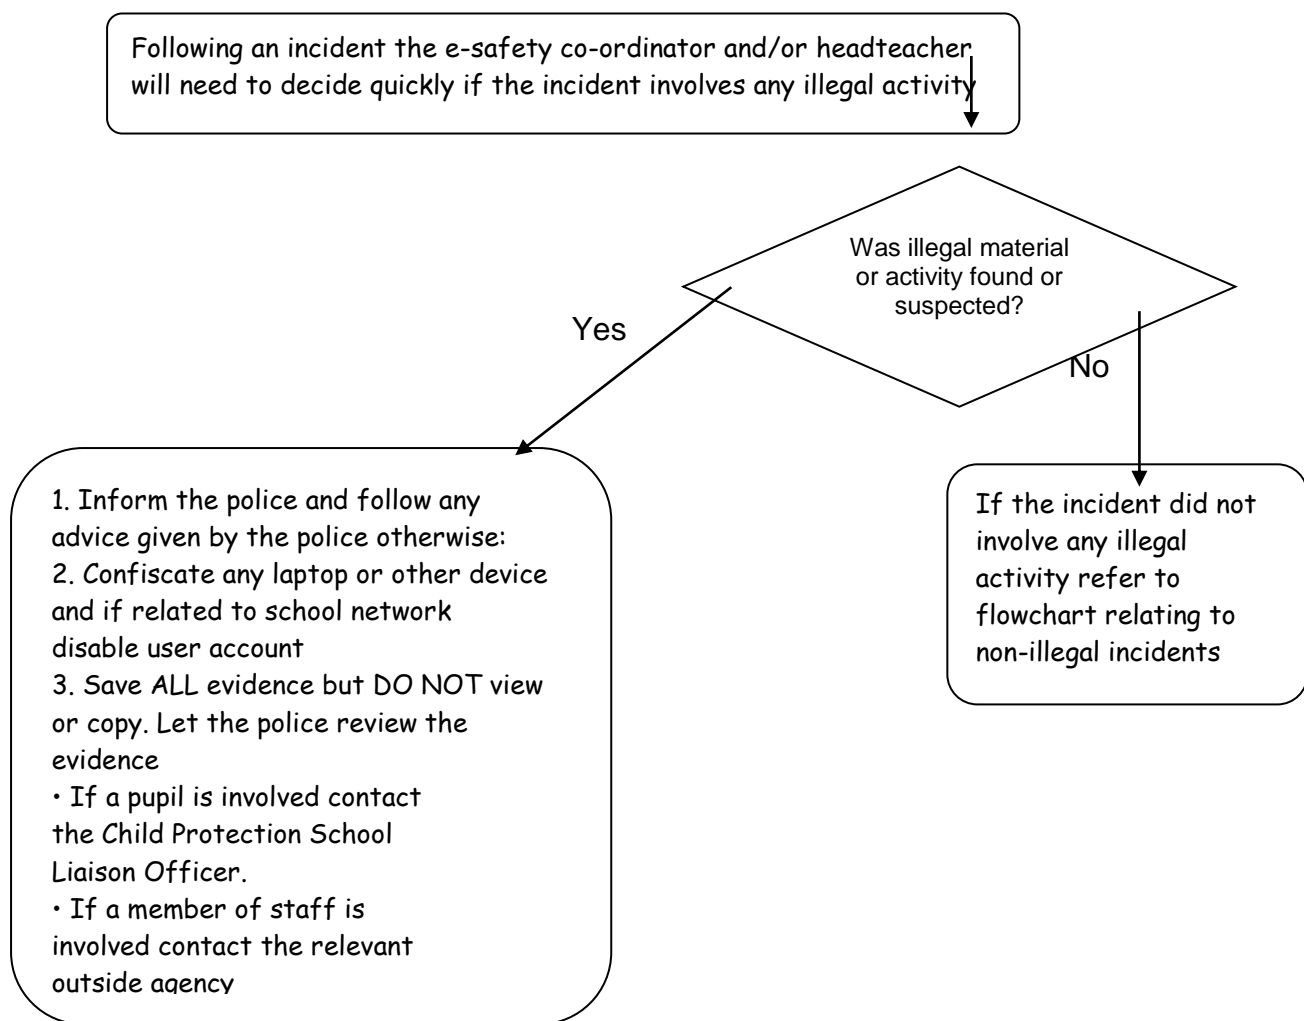 Following an incident the e-safety co-ordinator and/or headteacher
will need to decide quickly if the incident involves any illegal activity
Was illegal material
or activity found or
suspected?
Yes
No
1. Inform the police and follow any
advice given by the police otherwise:
2. Confiscate any laptop or other device
and if related to school network
disable user account
3. Save ALL evidence but DO NOT view
or copy. Let the police review the
evidence
• If a pupil is involved contact
the Child Protection School
Liaison Officer.
• If a member of staff is
involved contact the relevant
outside agency
If the incident did not
involve any illegal
activity refer to
flowchart relating to
non-illegal incidents